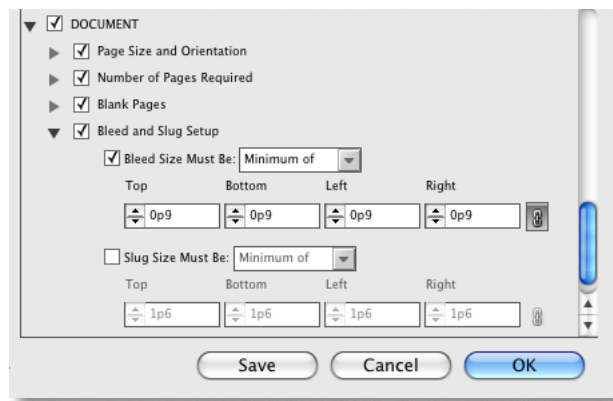 DOCUMENT
Page Size and Orientation
Number of Pages Required
Blank Pages
Bleed and Slug Setup
Bleed Size Must Be: Minimum of
Top Bottom Left Right
0p9 0p9 0p9 0p9
Slug Size Must Be: Minimum of
Top Bottom Left Right
1p6 1p6 1p6 1p6
Save Cancel OK